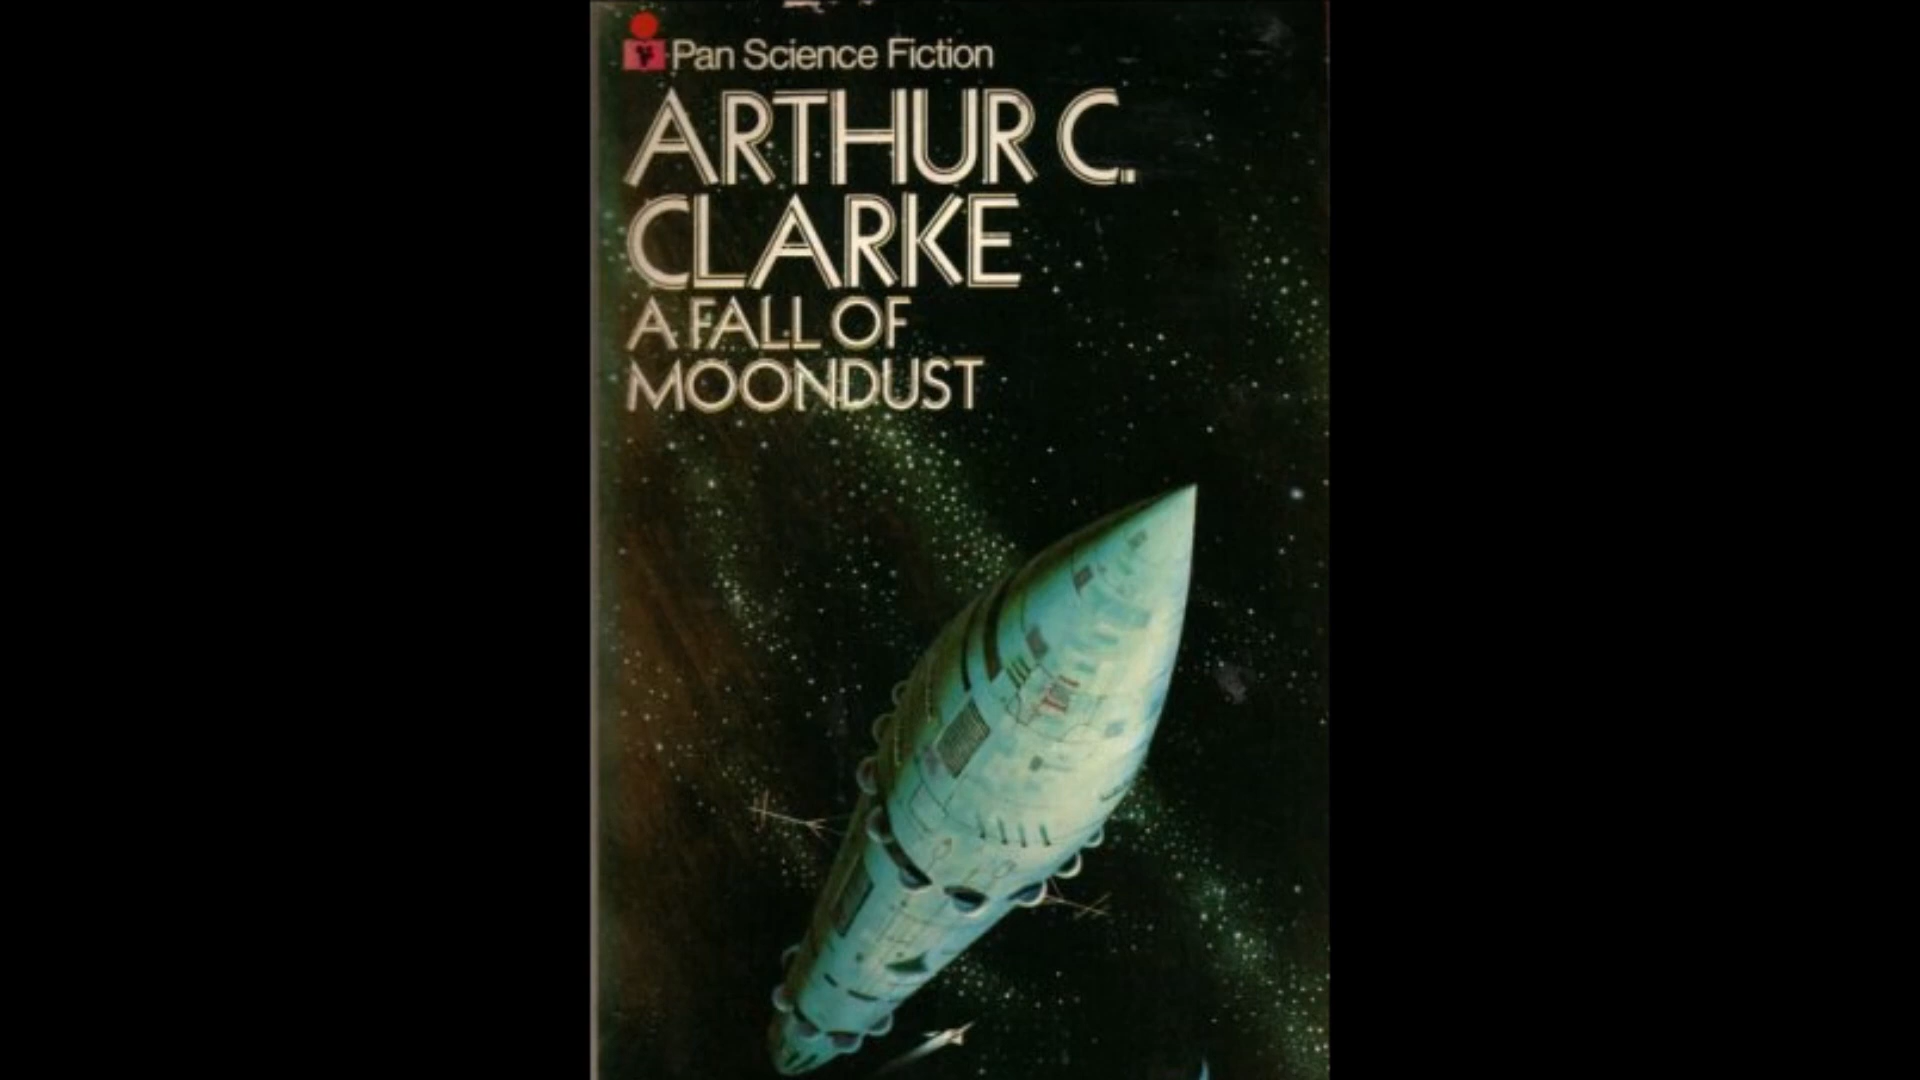 Pan Science Fiction
ARTHUR C.
CLARKE
A FALL OF
MOONDUST